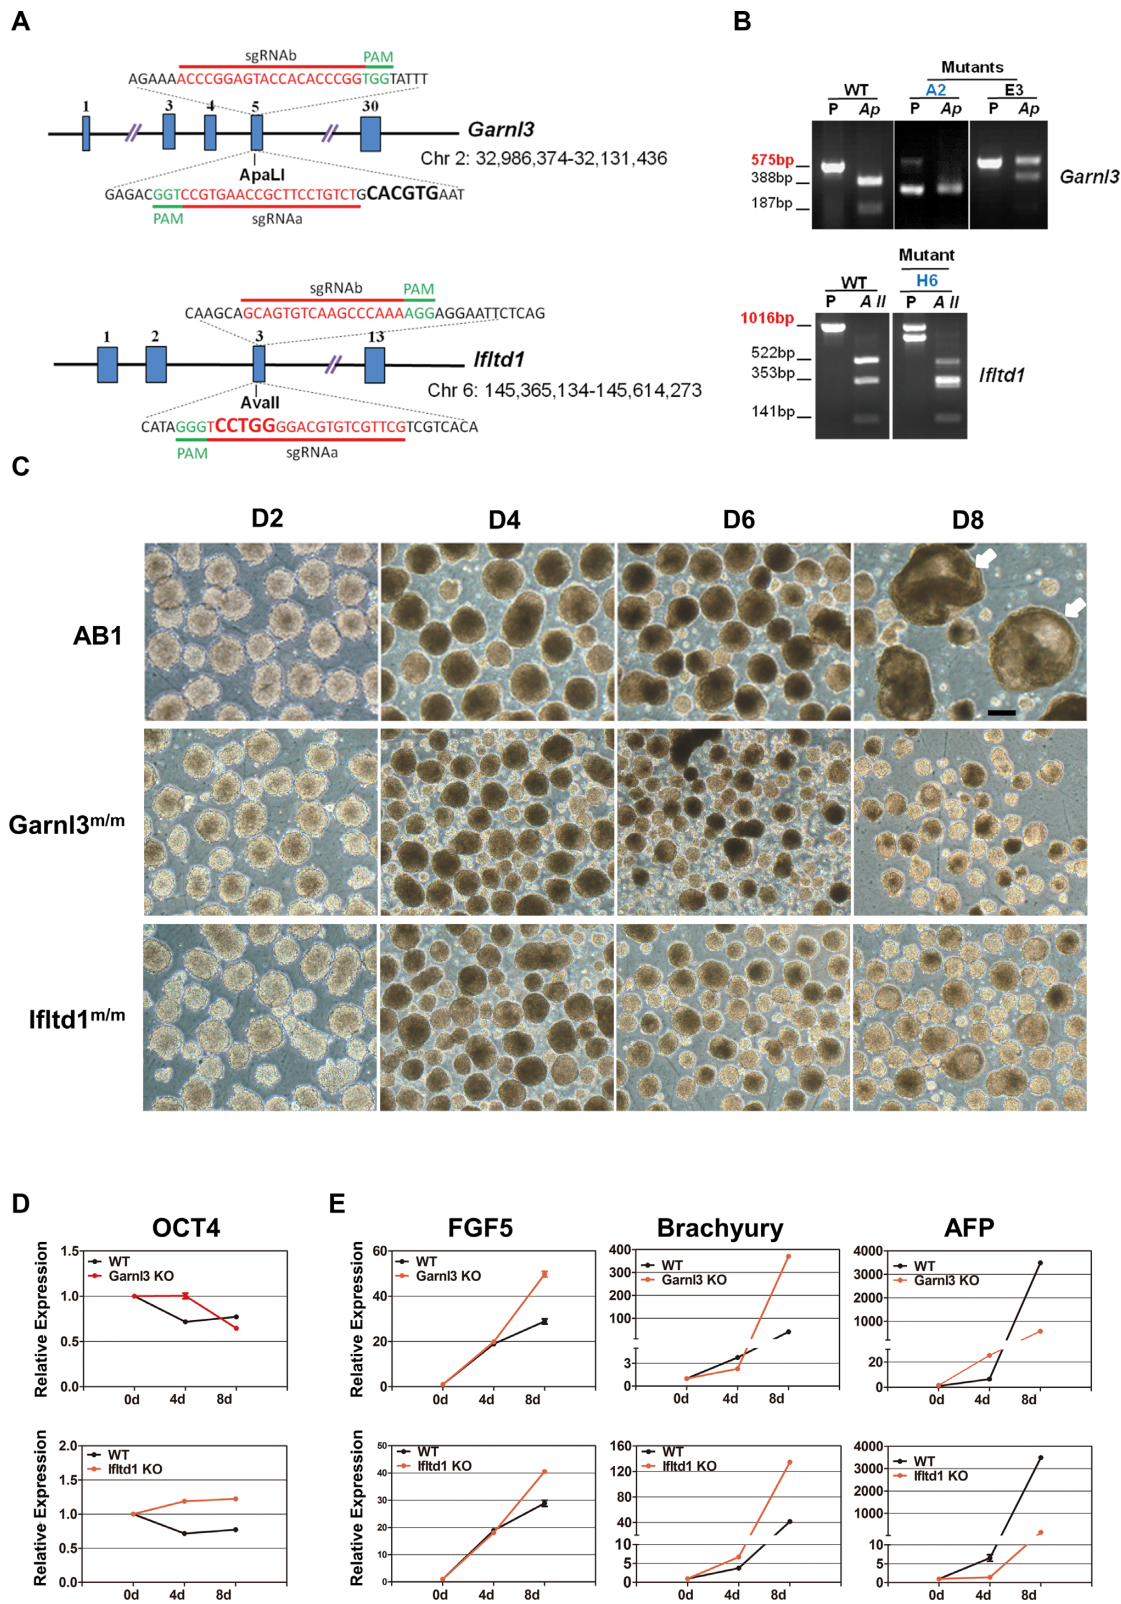 A
sgRNAb PAM
AGAAAACCCGGAGTACCACACCCGGTGGTATTT
1 3 4 5 30
Garnl3
Chr 2: 32,986,374-32,131,436
ApaLI
GAGACGGTCCGTGAACCGCTTCCTGTCTGCACGTGAAT
PAM sgRNAa
sgRNAb PAM
CAAGCAGCAGTGTCAAGCCCAAAAGGAGGAATTCTCAG
1 2 3 13
Ifltd1
Chr 6: 145,365,134-145,614,273
AvaII
CATAGGGTCCTGGGGACGTGTCGTTCGTCGTCACA
PAM sgRNAa
B
Mutants
WT A2 E3
P Ap P Ap P Ap
575bp
388bp
187bp
Garnl3
Mutant
WT H6
P A II P A II
1016bp
522bp
353bp
141bp
Ifltd1
C
D2 D4 D6 D8
AB1
Garnl3m/m
Ifltd1m/m
D
OCT4
Relative Expression
1.5
1.0
0.5
0.0
WT
Garnl3 KO
0d 4d 8d
Relative Expression
2.0
1.5
1.0
0.5
0.0
WT
Ifltd1 KO
0d 4d 8d
E
FGF5
Relative Expression
60
40
20
0
WT
Garnl3 KO
0d 4d 8d
Brachyury
400
300
200
100
3
1
0
WT
Garnl3 KO
0d 4d 8d
AFP
4000
3000
2000
1000
20
0
WT
Garnl3 KO
0d 4d 8d
Relative Expression
50
40
30
20
10
0
WT
Ifltd1 KO
0d 4d 8d
160
120
80
40
10
5
0
WT
Ifltd1 KO
0d 4d 8d
4000
3000
2000
1000
10
5
0
WT
Ifltd1 KO
0d 4d 8d